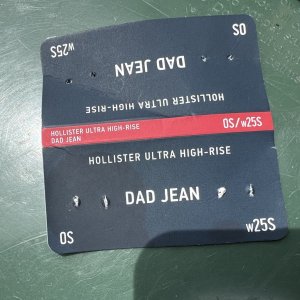 w25S
OS
DAD JEAN
HOLLISTER ULTRA HIGH-RISE
HOLLISTER ULTRA HIGH-RISE
DAD JEAN
OS/w25S
HOLLISTER ULTRA HIGH-RISE
DAD JEAN
OS
w25S